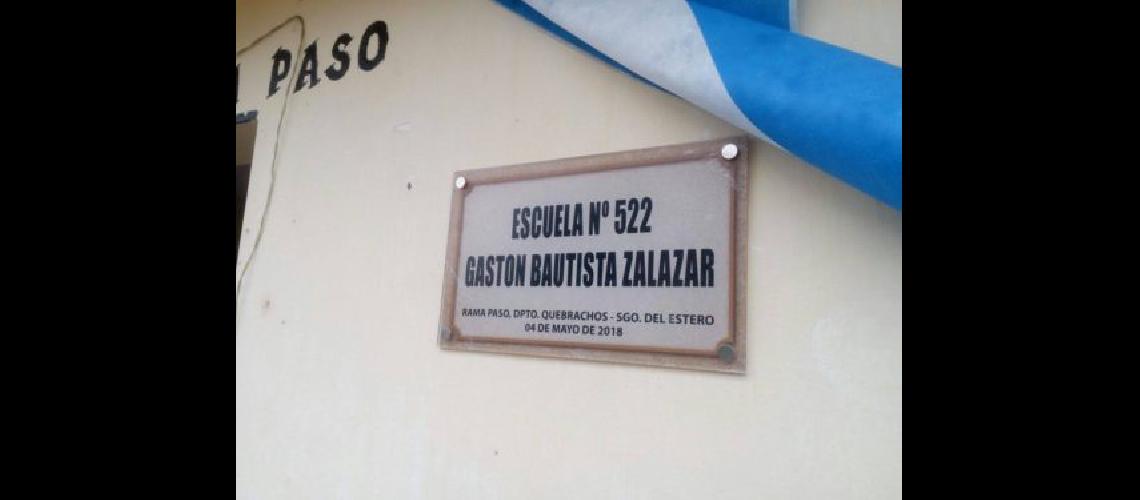 PASO
ESCUELA Nº 522
GASTON BAUTISTA ZALAZAR
RAMA PASO, DPTO. QUEBRACHOS - SGO. DEL ESTERO
04 DE MAYO DE 2018